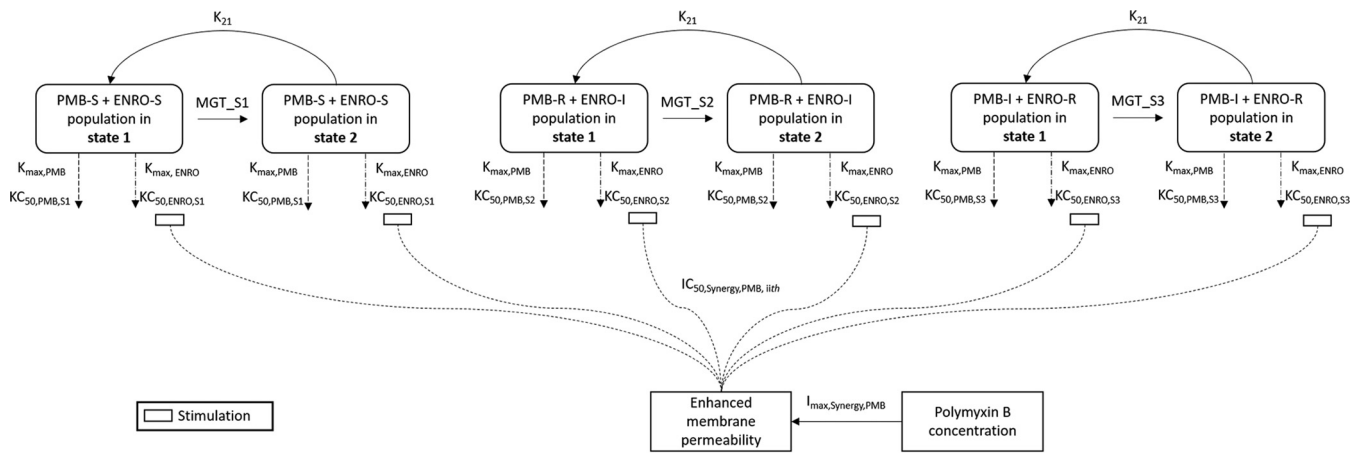 K21
K21
K21
PMB-S + ENRO-S
population in
state 1
MGT_S1
PMB-S + ENRO-S
population in
state 2
PMB-R + ENRO-I
population in
state 1
MGT_S2
PMB-R + ENRO-I
population in
state 2
PMB-I + ENRO-R
population in
state 1
MGT_S3
PMB-I + ENRO-R
population in
state 2
Kmax,PMB
Kmax, ENRO
Kmax,PMB
Kmax,ENRO
Kmax,PMB
Kmax,ENRO
Kmax,PMB
Kmax,ENRO
Kmax,PMB
Kmax,ENRO
Kmax,PMB
Kmax,ENRO
KC50,PMB,S1
KC50,ENRO,S1
KC50,PMB,S1
KC50,ENRO,S1
KC50,PMB,S2
KC50,ENRO,S2
KC50,PMB,S2
KC50,ENRO,S2
KC50,PMB,S3
KC50,ENRO,S3
KC50,PMB,S3
KC50,ENRO,S3
IC50,Synergy,PMB, iith
Stimulation
Enhanced
membrane
permeability
Imax,Synergy,PMB
Polymyxin B
concentration